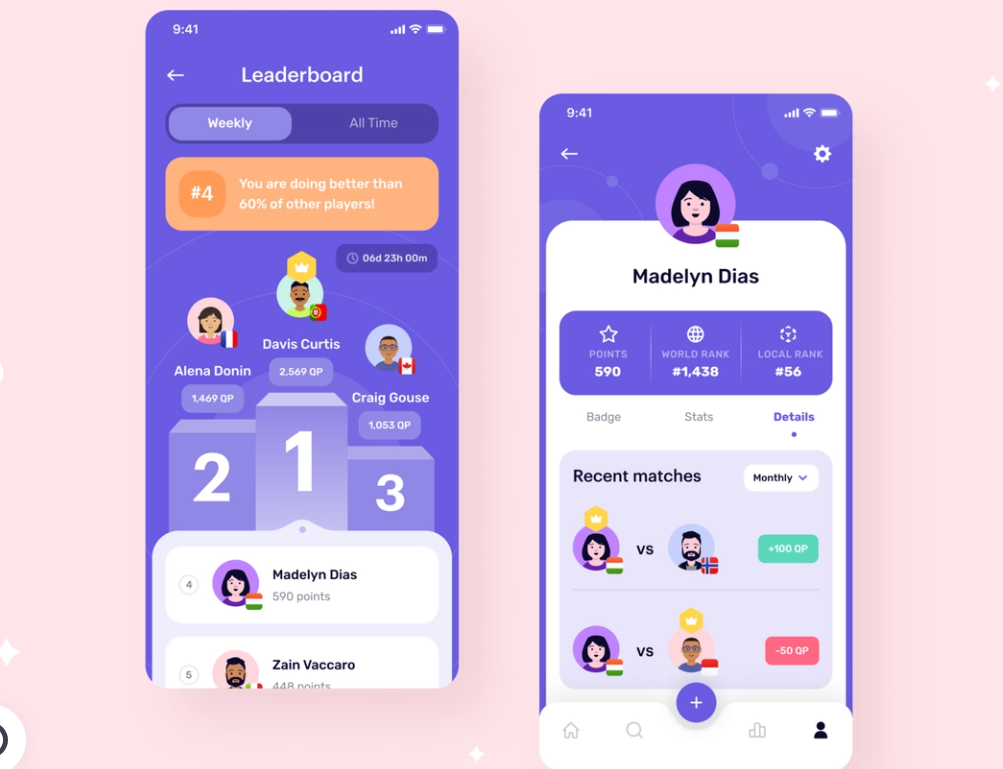 9:41
Leaderboard
Weekly
All Time
#4
You are doing better than
60% of other players!
06d 23h 00m
Davis Curtis
2,569 QP
Alena Donin
1,469 QP
Craig Gouse
1,053 QP
1
2
3
4
Madelyn Dias
590 points
5
Zain Vaccaro
448 points
9:41
Madelyn Dias
POINTS
590
WORLD RANK
#1,438
LOCAL RANK
#56
Badge
Stats
Details
Recent matches
Monthly
VS
+100 QP
VS
-50 QP
+